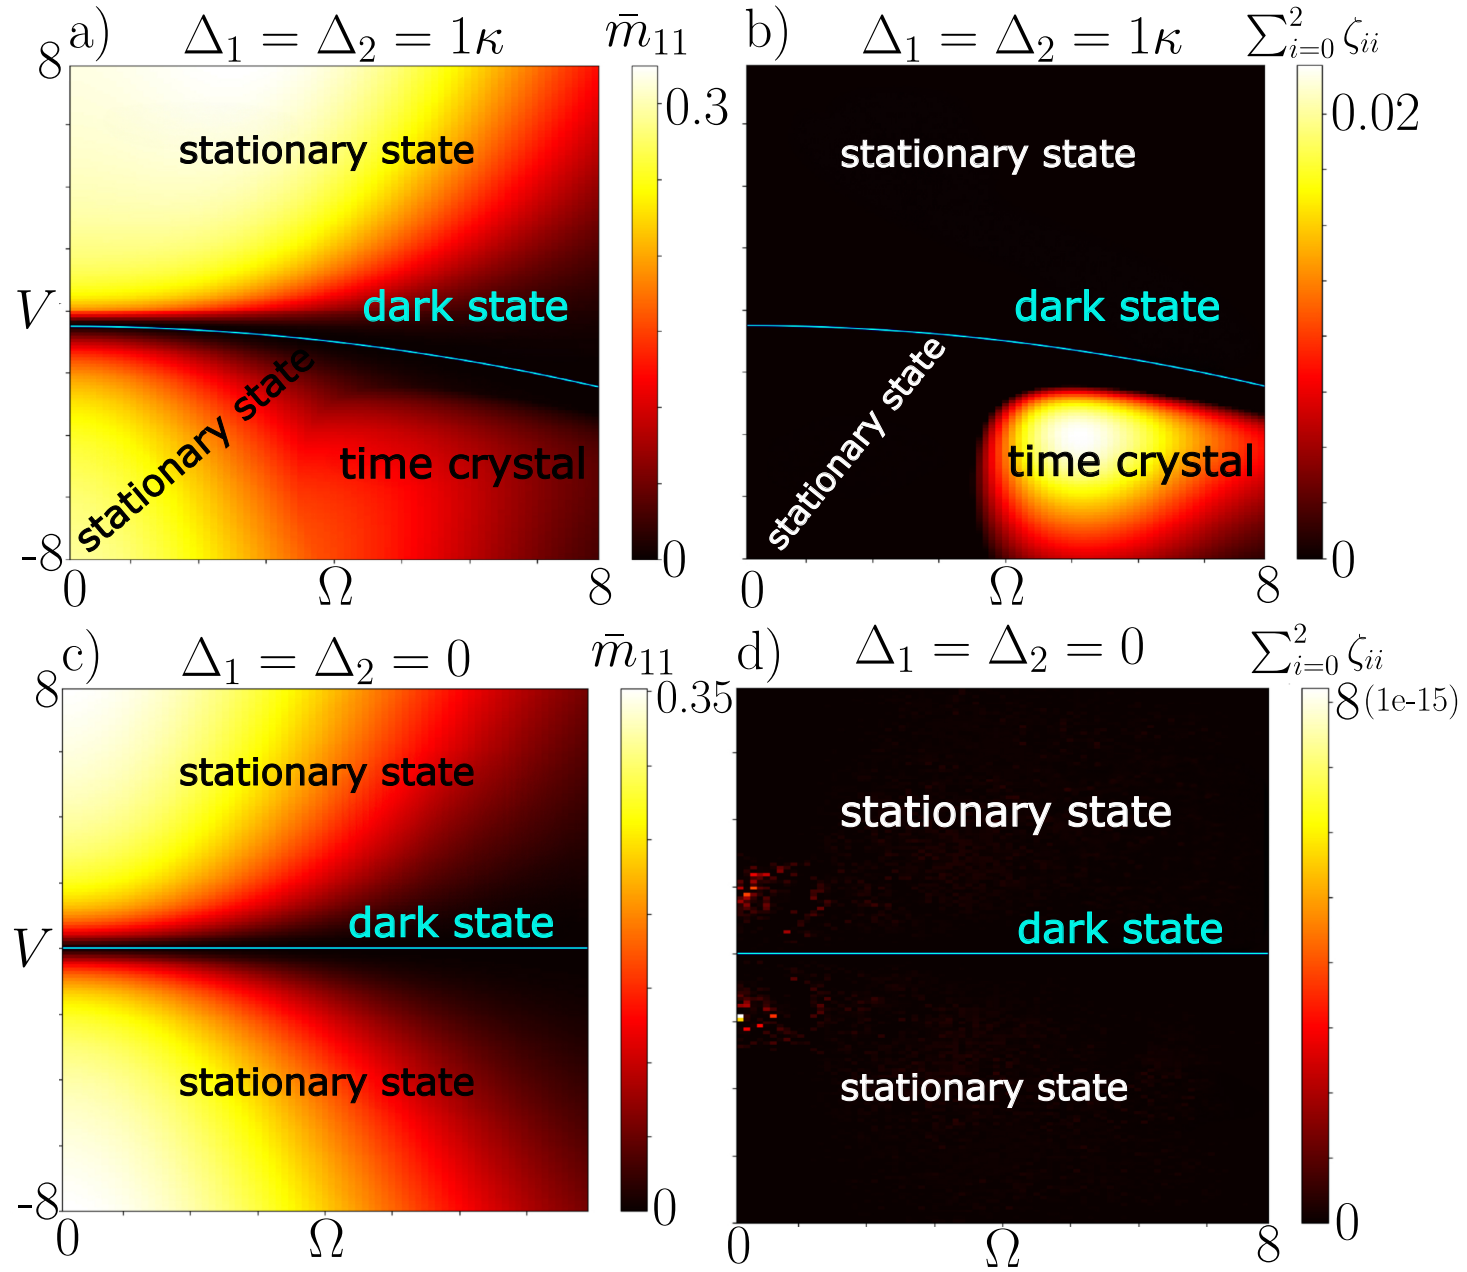 a) Δ₁ = Δ₂ = 1κ m̄₁₁
8
0.3
stationary state
V
dark state
stationary state
time crystal
-8
0
0 Ω 8
b) Δ₁ = Δ₂ = 1κ ∑²ᵢ₌₀ ζᵢᵢ
0.02
stationary state
dark state
stationary state
time crystal
0
0 Ω 8
c) Δ₁ = Δ₂ = 0 m̄₁₁
8
0.35
stationary state
V
dark state
stationary state
-8
0
0 Ω
d) Δ₁ = Δ₂ = 0 ∑²ᵢ₌₀ ζᵢᵢ
8 (1e-15)
stationary state
dark state
stationary state
0
0 Ω 8